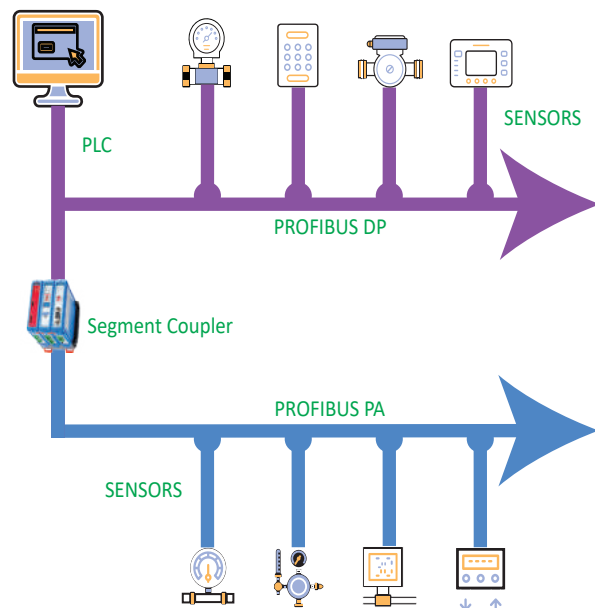 PLC
SENSORS
PROFIBUS DP
Segment Coupler
PROFIBUS PA
SENSORS